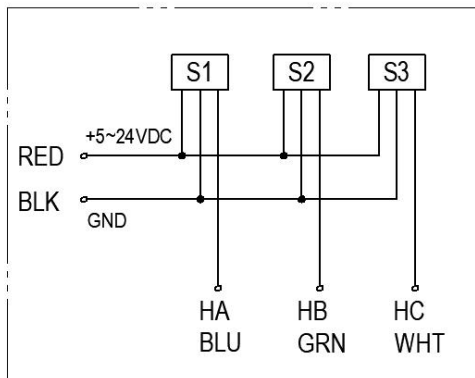 S1 S2 S3
+5~24VDC
RED
BLK
GND
HA HB HC
BLU GRN WHT